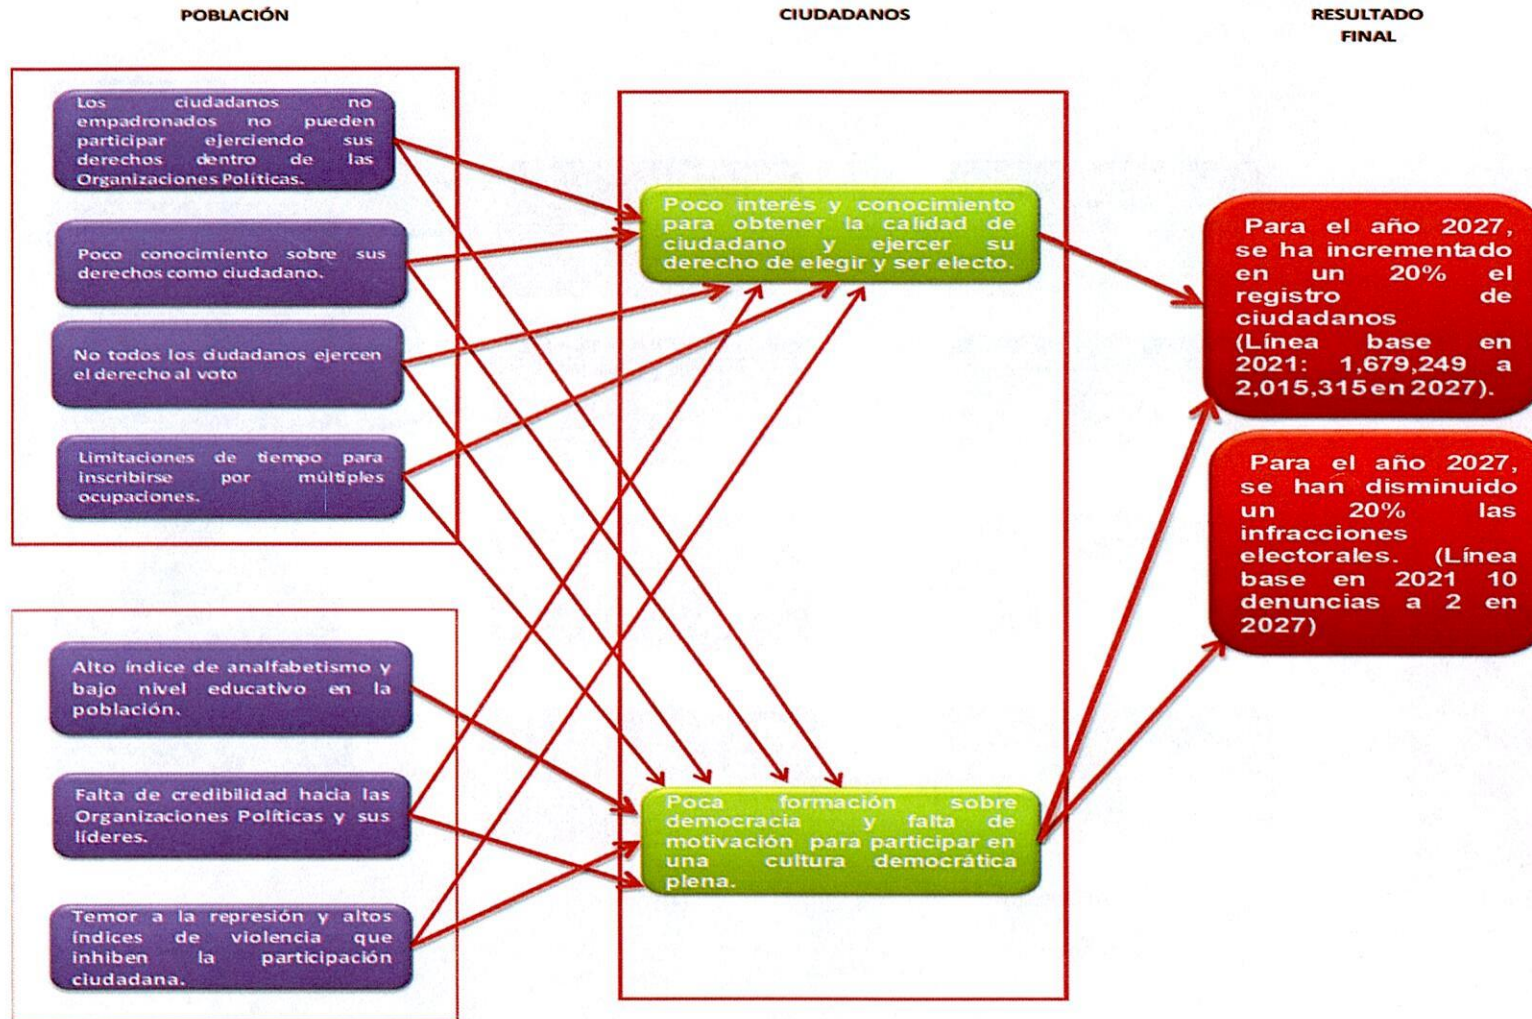 POBLACIÓN
CIUDADANOS
RESULTADO
FINAL
Los ciudadanos no
empadronados no pueden
participar ejerciendo sus
derechos dentro de las
Organizaciones Políticas.
Poco conocimiento sobre sus
derechos como ciudadano.
No todos los ciudadanos ejercen
el derecho al voto
Limitaciones de tiempo para
inscribirse por múltiples
ocupaciones.
Alto índice de analfabetismo y
bajo nivel educativo en la
población.
Falta de credibilidad hacia las
Organizaciones Políticas y sus
líderes.
Temor a la represión y altos
índices de violencia que
inhiben la participación
ciudadana.
Poco interés y conocimiento
para obtener la calidad de
ciudadano y ejercer su
derecho de elegir y ser electo.
Poca formación sobre
democracia y falta de
motivación para participar en
una cultura democrática
plena.
Para el año 2027,
se ha incrementado
en un 20% el
registro de
ciudadanos
(Línea base en
2021: 1,679,249 a
2,015,315 en 2027).
Para el año 2027,
se han disminuido
un 20% las
infracciones
electorales. (Línea
base en 2021 10
denuncias a 2 en
2027)